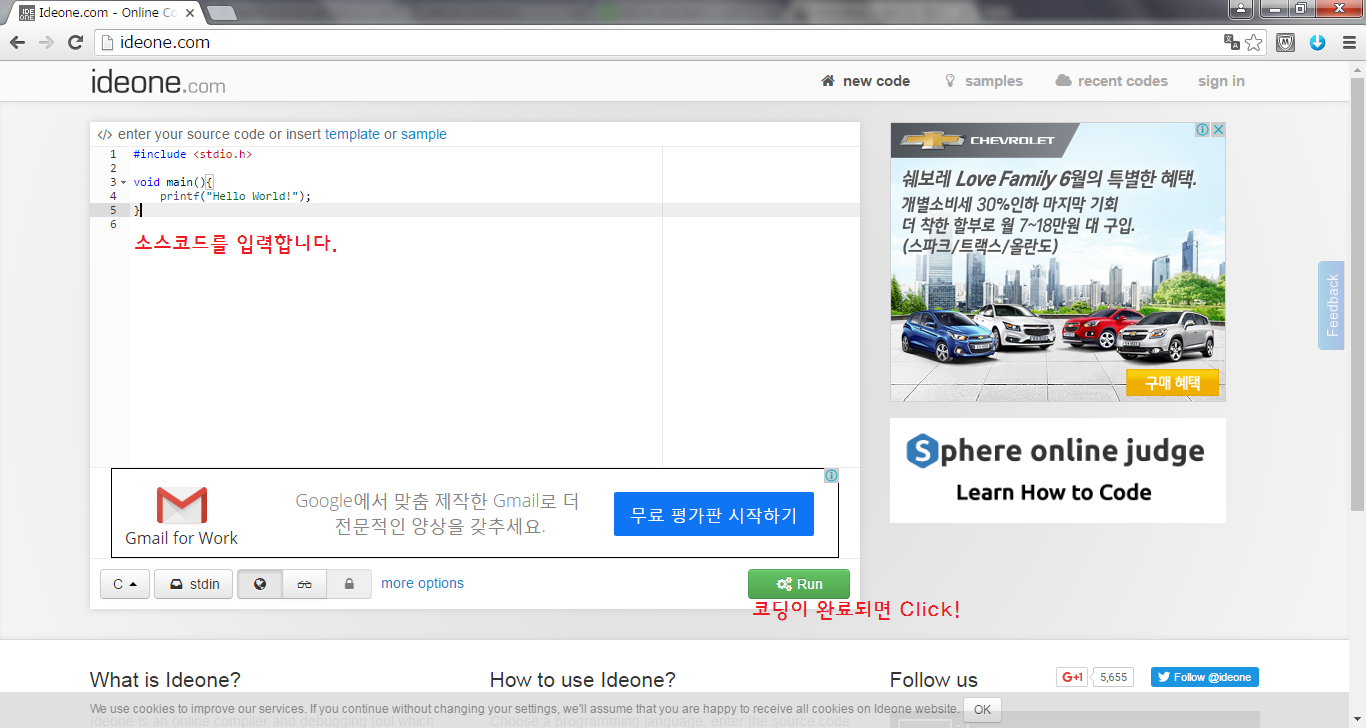 Ideone.com - Online Co
ideone.com
ideone.com
new code
samples
recent codes
sign in
</> enter your source code or insert template or sample
1 #include <stdio.h>
2
3 void main(){
4 printf("Hello World!");
5 }
6
소스코드를 입력합니다.
CHEVROLET
쉐보레 Love Family 6월의 특별한 혜택.
개별소비세 30%인하 마지막 기회
더 착한 할부로 월 7~18만원 대 구입.
(스파크/트랙스/올란도)
구매 혜택
Feedback
Sphere online judge
Learn How to Code
Gmail for Work
Google에서 맞춤 제작한 Gmail로 더
전문적인 양상을 갖추세요.
무료 평가판 시작하기
C
stdin
more options
Run
코딩이 완료되면 Click!
What is Ideone?
How to use Ideone?
Follow us
G+1
5,655
Follow @ideone
We use cookies to improve our services. If you continue without changing your settings, we'll assume that you are happy to receive all cookies on Ideone website.
OK
Ideone is an online compiler and debugging tool which
Choose a programming language, enter the source code